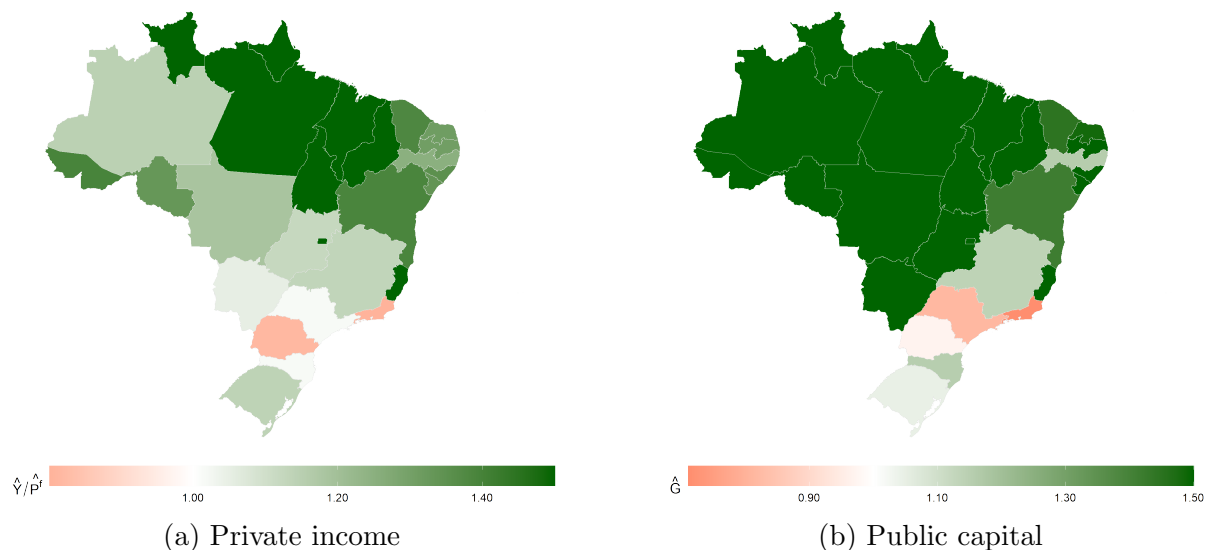 Ŷ/P̂ᶠ
1.00 1.20 1.40
(a) Private income
Ĝ
0.90 1.10 1.30 1.50
(b) Public capital